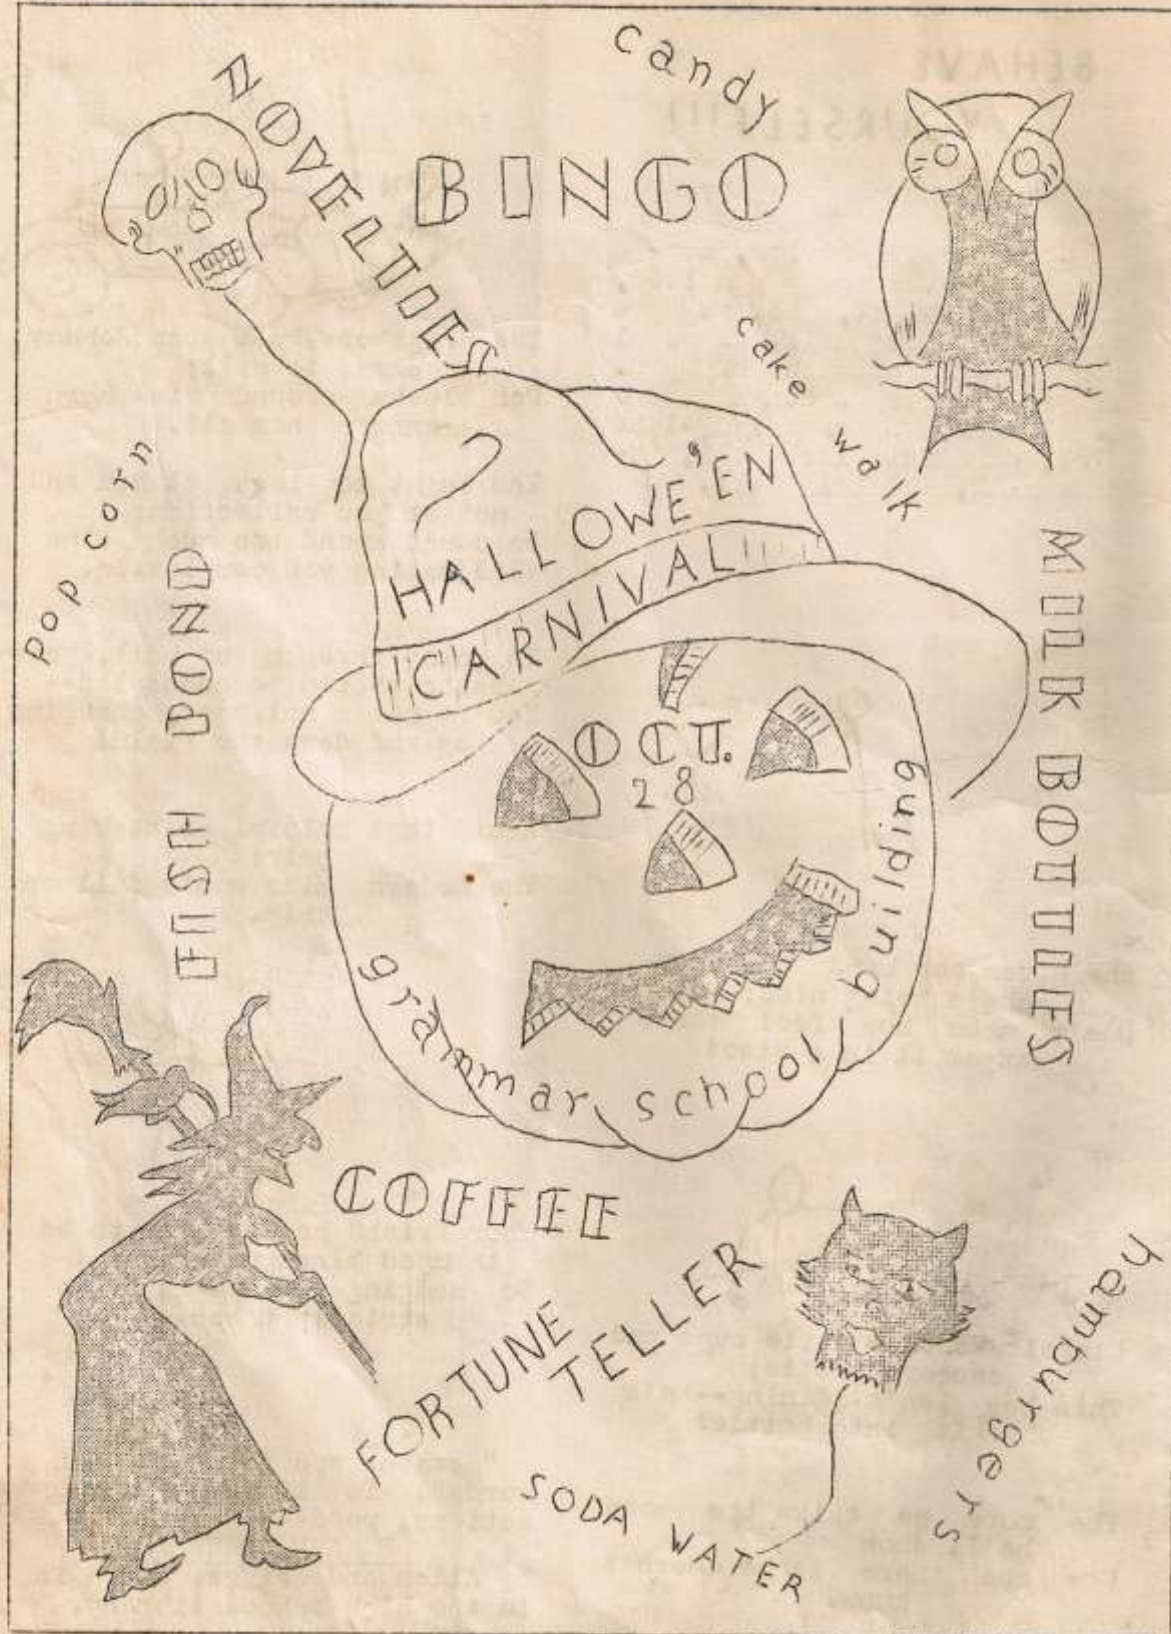 candy
NOVELTIES
BINGO
cake
walk
pop corn
HALLOWE'EN
CARNIVAL!!!!
FISH POND
MILK BOTTLES
OCT.
28
grammar school building
COFFEE
FORTUNE
TELLER
hamburgers
SODA WATER
BEHAVE